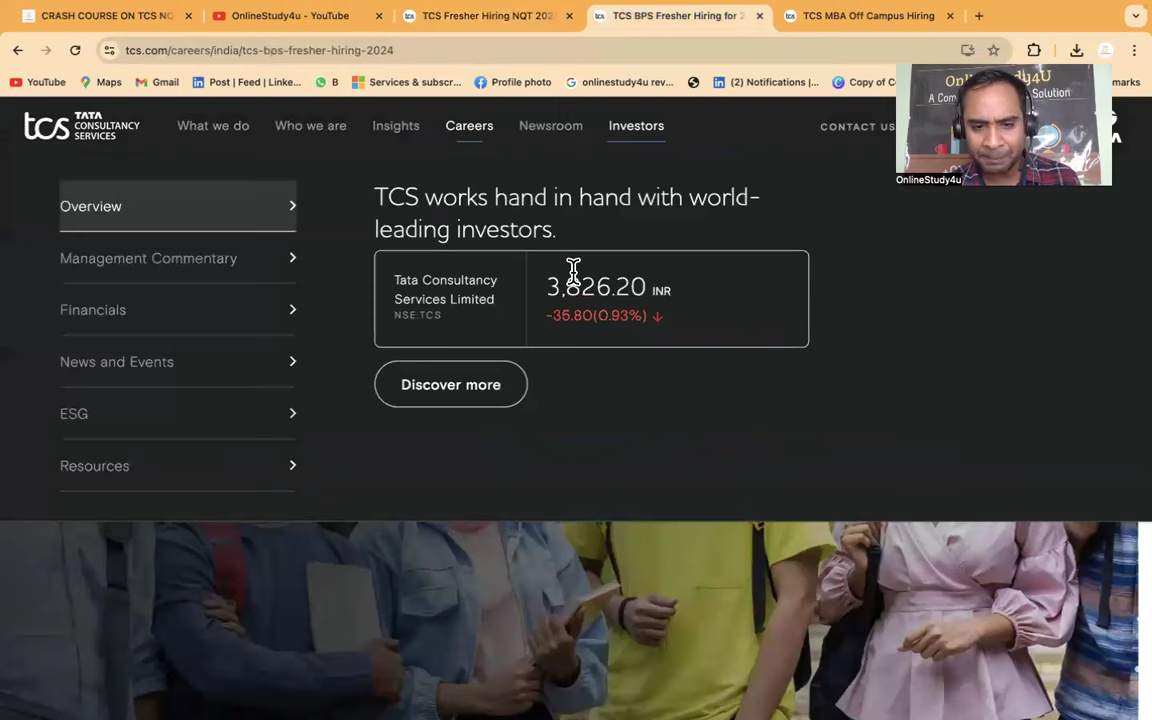 CRASH COURSE ON TCS NQ
OnlineStudy4u - YouTube
TCS Fresher Hiring NQT 202
TCS BPS Fresher Hiring for 2
TCS MBA Off Campus Hiring
tcs.com/careers/india/tcs-bps-fresher-hiring-2024
YouTube
Maps
Gmail
Post | Feed | Linke...
B
Services & subscr...
Profile photo
onlinestudy4u rev...
(2) Notifications |...
Copy of C
marks
tcs TATA CONSULTANCY SERVICES
What we do
Who we are
Insights
Careers
Newsroom
Investors
CONTACT US
OnlineStudy4U
A Com
Solution
OnlineStudy4u
Overview
Management Commentary
Financials
News and Events
ESG
Resources
TCS works hand in hand with world-
leading investors.
Tata Consultancy
Services Limited
NSE:TCS
3,826.20 INR
-35.80(0.93%)
Discover more